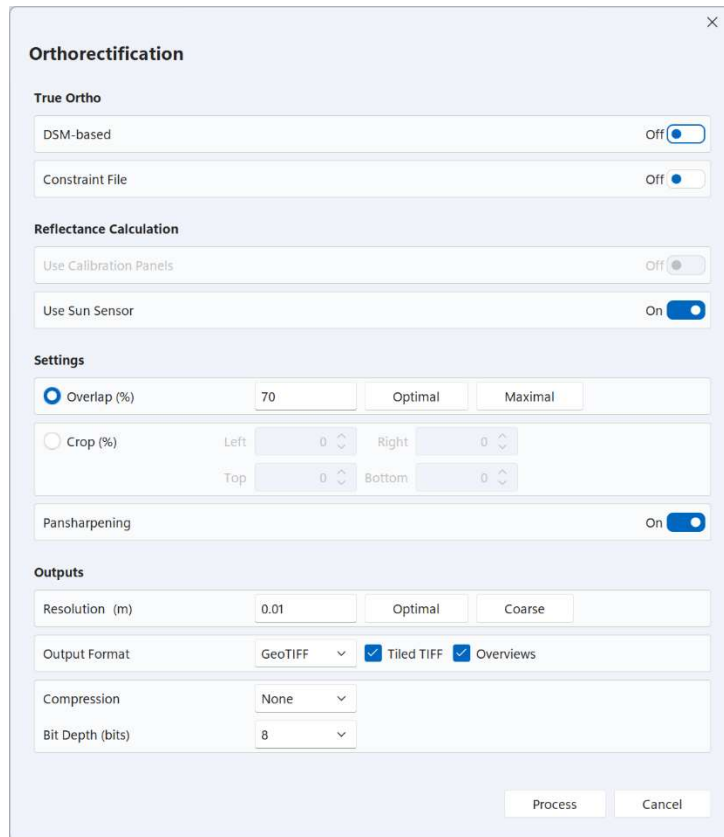 Orthorectification
True Ortho
DSM-based Off
Constraint File Off
Reflectance Calculation
Use Calibration Panels Off
Use Sun Sensor On
Settings
Overlap (%) 70 Optimal Maximal
Crop (%) Left 0 Right 0
Top 0 Bottom 0
Pansharpening On
Outputs
Resolution (m) 0.01 Optimal Coarse
Output Format GeoTIFF Tiled TIFF Overviews
Compression None
Bit Depth (bits) 8
Process Cancel